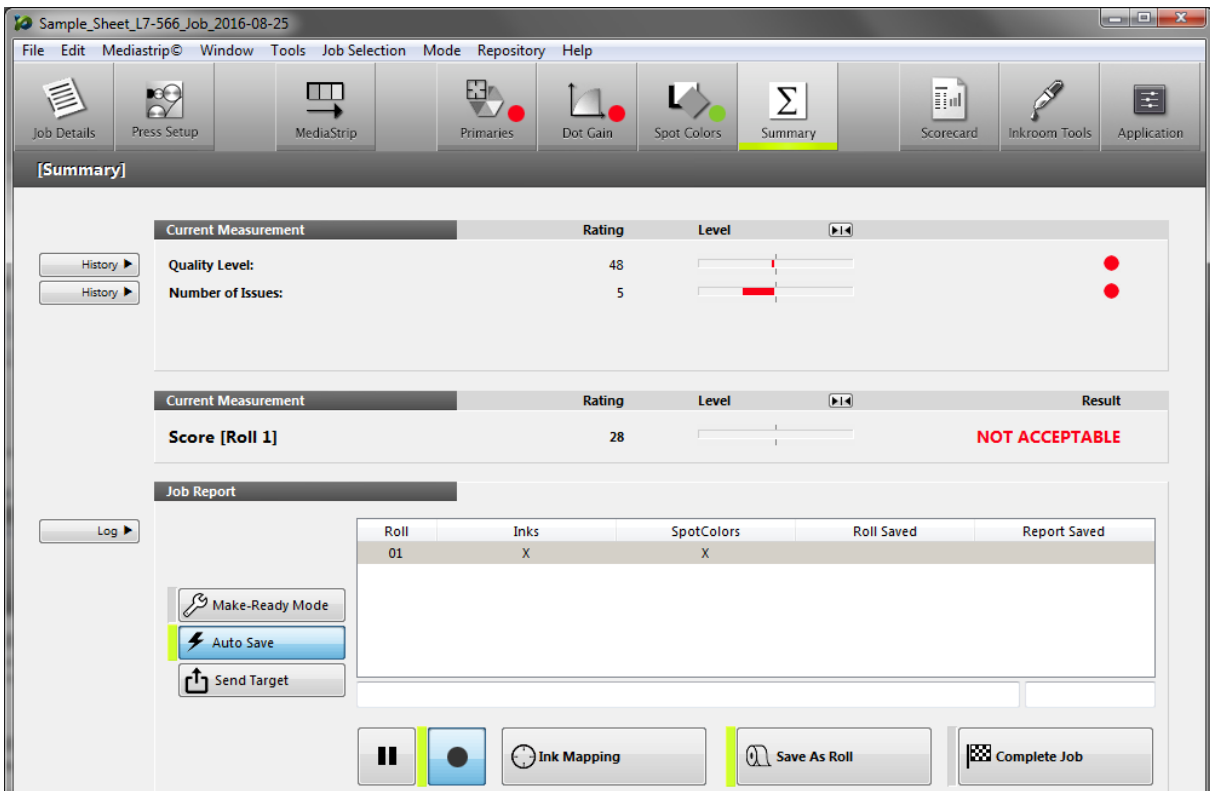 Sample_Sheet_L7-566_Job_2016-08-25
File Edit Mediastrip© Window Tools Job Selection Mode Repository Help
Job Details Press Setup MediaStrip Primaries Dot Gain Spot Colors Summary Scorecard Inkroom Tools Application
[Summary]
Current Measurement Rating Level
History Quality Level: 48
History Number of Issues: 5
Current Measurement Rating Level Result
Score [Roll 1] 28 NOT ACCEPTABLE
Job Report
Log Roll Inks SpotColors Roll Saved Report Saved
01 X X
Make-Ready Mode
Auto Save
Send Target
Ink Mapping Save As Roll Complete Job